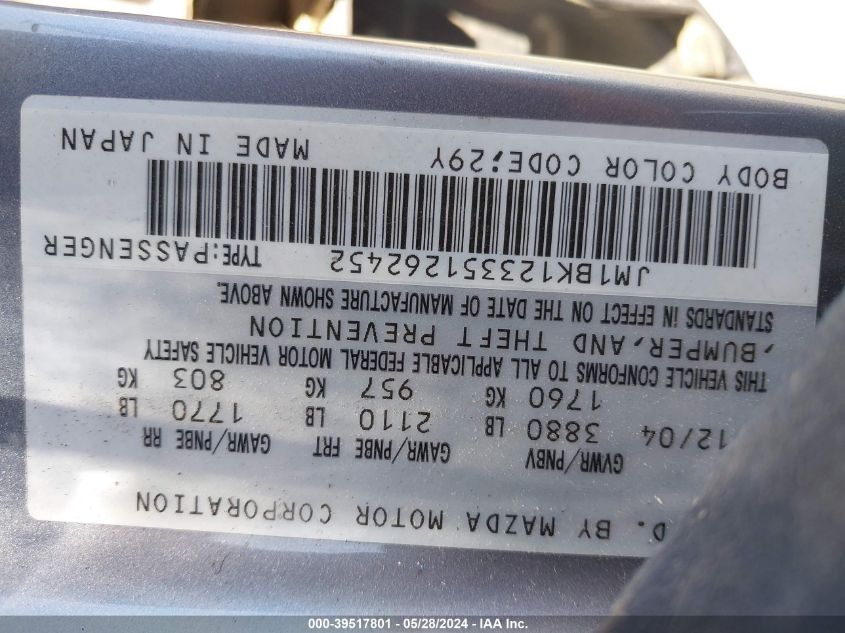 D. BY MAZDA MOTOR CORPORATION
GWVR/PNBV GAWR/PNBE FRT GAWR/PNBE RR
12/04 3880 LB 2110 LB 1770 LB
1760 KG 957 KG 803 KG
THIS VEHICLE CONFORMS TO ALL APPLICABLE FEDERAL MOTOR VEHICLE SAFETY
,BUMPER,AND THEFT PREVENTION
STANDARDS IN EFFECT ON THE DATE OF MANUFACTURE SHOWN ABOVE.
JM1BK123351262452 TYPE:PASSENGER
BODY COLOR CODE;29Y MADE IN JAPAN
000-39517801 - 05/28/2024 - IAA Inc.